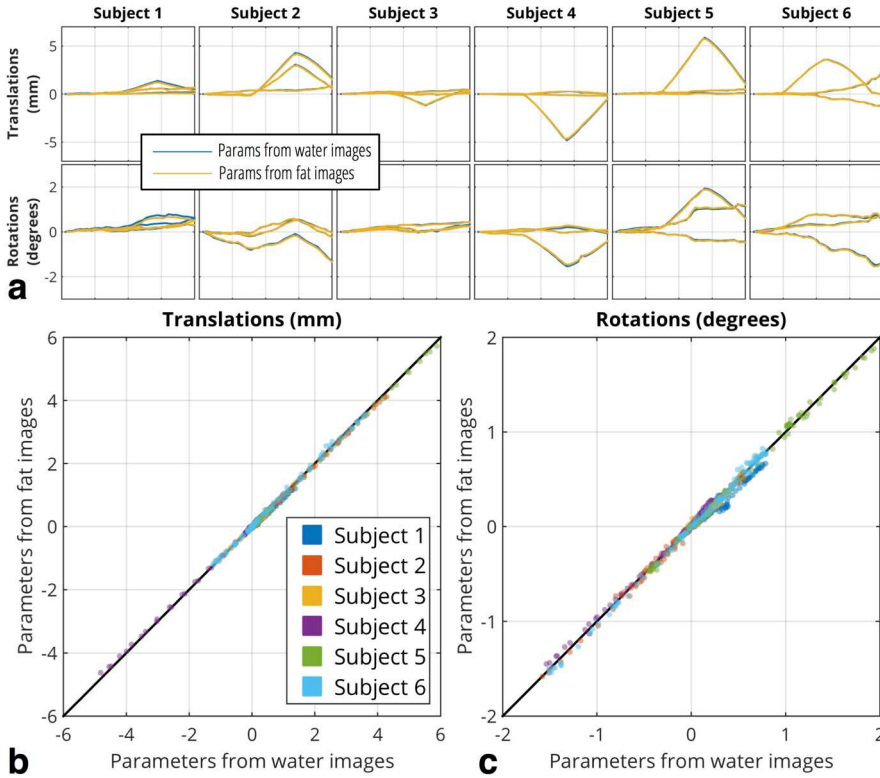 Subject 1 Subject 2 Subject 3 Subject 4 Subject 5 Subject 6
Translations
(mm)
5
0
-5
Params from water images
Params from fat images
Rotations
(degrees)
2
0
-2
a
Translations (mm)
Parameters from fat images
6
4
2
0
-2
-4
-6
-6 -4 -2 0 2 4 6
Parameters from water images
Subject 1
Subject 2
Subject 3
Subject 4
Subject 5
Subject 6
b
Rotations (degrees)
Parameters from fat images
2
1
0
-1
-2
-2 -1 0 1 2
Parameters from water images
c